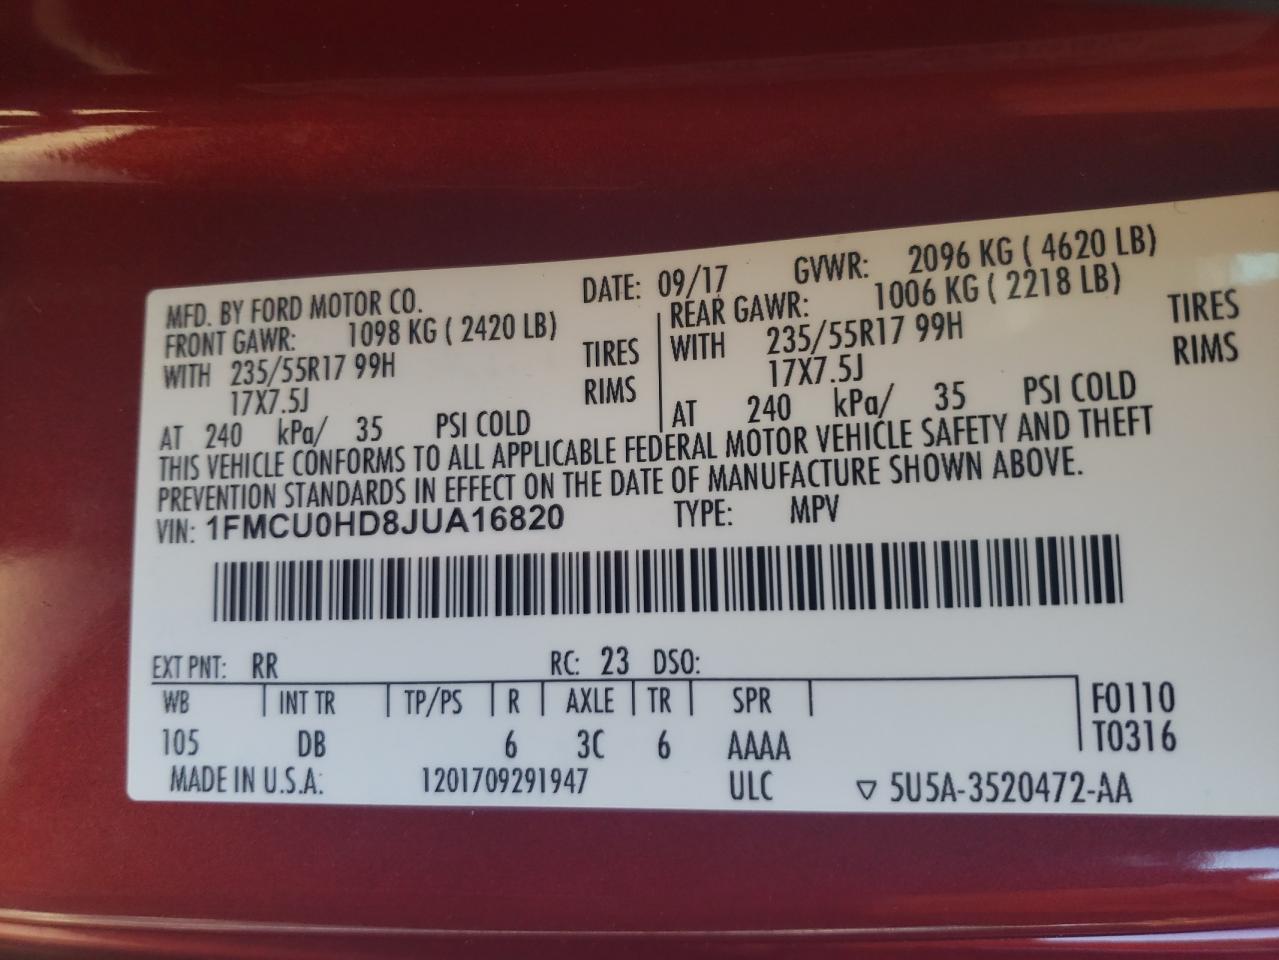 MFD. BY FORD MOTOR CO. DATE: 09/17 GVWR: 2096 KG ( 4620 LB)
FRONT GAWR: 1098 KG ( 2420 LB) REAR GAWR: 1006 KG ( 2218 LB)
WITH 235/55R17 99H TIRES WITH 235/55R17 99H TIRES
17X7.5J RIMS 17X7.5J RIMS
AT 240 kPa/ 35 PSI COLD AT 240 kPa/ 35 PSI COLD
THIS VEHICLE CONFORMS TO ALL APPLICABLE FEDERAL MOTOR VEHICLE SAFETY AND THEFT
PREVENTION STANDARDS IN EFFECT ON THE DATE OF MANUFACTURE SHOWN ABOVE.
VIN: 1FMCU0HD8JUA16820 TYPE: MPV
EXT PNT: RR RC: 23 DSO:
WB INT TR TP/PS R AXLE TR SPR F0110
105 DB 6 3C 6 AAAA T0316
MADE IN U.S.A. 1201709291947 ULC ▽ 5U5A-3520472-AA